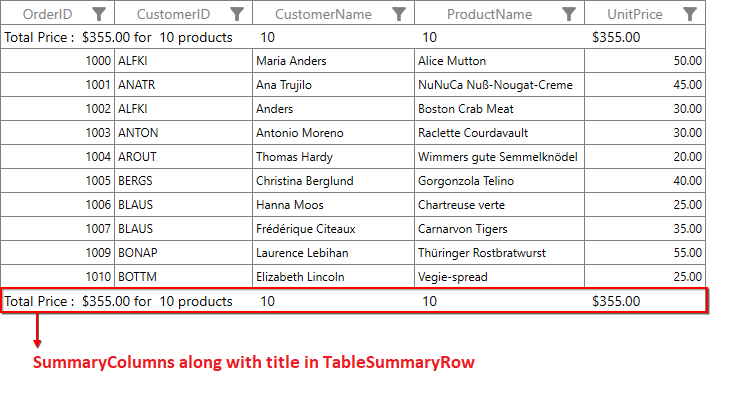 OrderID CustomerID CustomerName ProductName UnitPrice
Total Price : $355.00 for 10 products 10 10 $355.00
1000 ALFKI Maria Anders Alice Mutton 50.00
1001 ANATR Ana Trujilo NuNuCa Nuß-Nougat-Creme 45.00
1002 ALFKI Anders Boston Crab Meat 30.00
1003 ANTON Antonio Moreno Raclette Courdavault 30.00
1004 AROUT Thomas Hardy Wimmers gute Semmelknödel 20.00
1005 BERGS Christina Berglund Gorgonzola Telino 40.00
1006 BLAUS Hanna Moos Chartreuse verte 25.00
1007 BLAUS Frédérique Citeaux Carnarvon Tigers 35.00
1009 BONAP Laurence Lebihan Thüringer Rostbratwurst 55.00
1010 BOTTM Elizabeth Lincoln Vegie-spread 25.00
Total Price : $355.00 for 10 products 10 10 $355.00
SummaryColumns along with title in TableSummaryRow